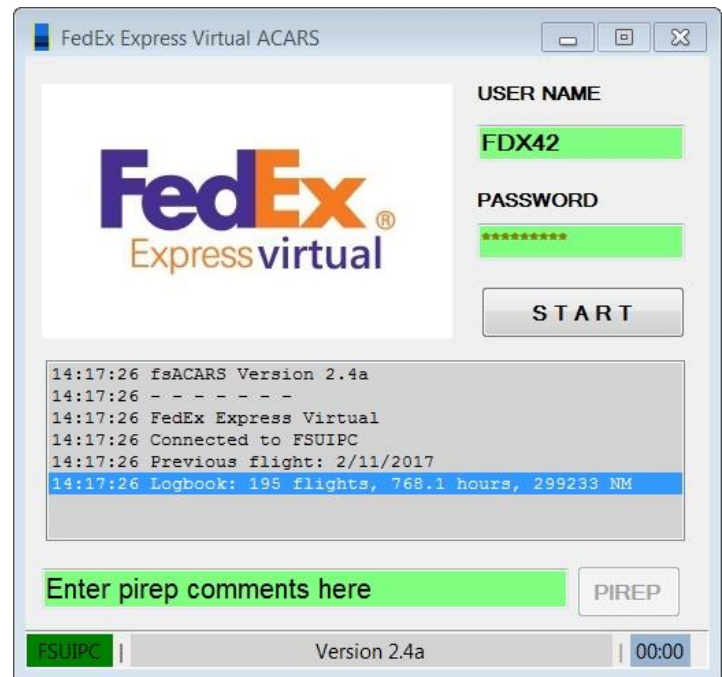 FedEx Express Virtual ACARS
FedEx®
Express virtual
USER NAME
FDX42
PASSWORD
*********
START
14:17:26 fsACARS Version 2.4a
14:17:26 - - - - - - -
14:17:26 FedEx Express Virtual
14:17:26 Connected to FSUIPC
14:17:26 Previous flight: 2/11/2017
14:17:26 Logbook: 195 flights, 768.1 hours, 299233 NM
Enter pirep comments here
PIREP
FSUIPC | Version 2.4a | 00:00